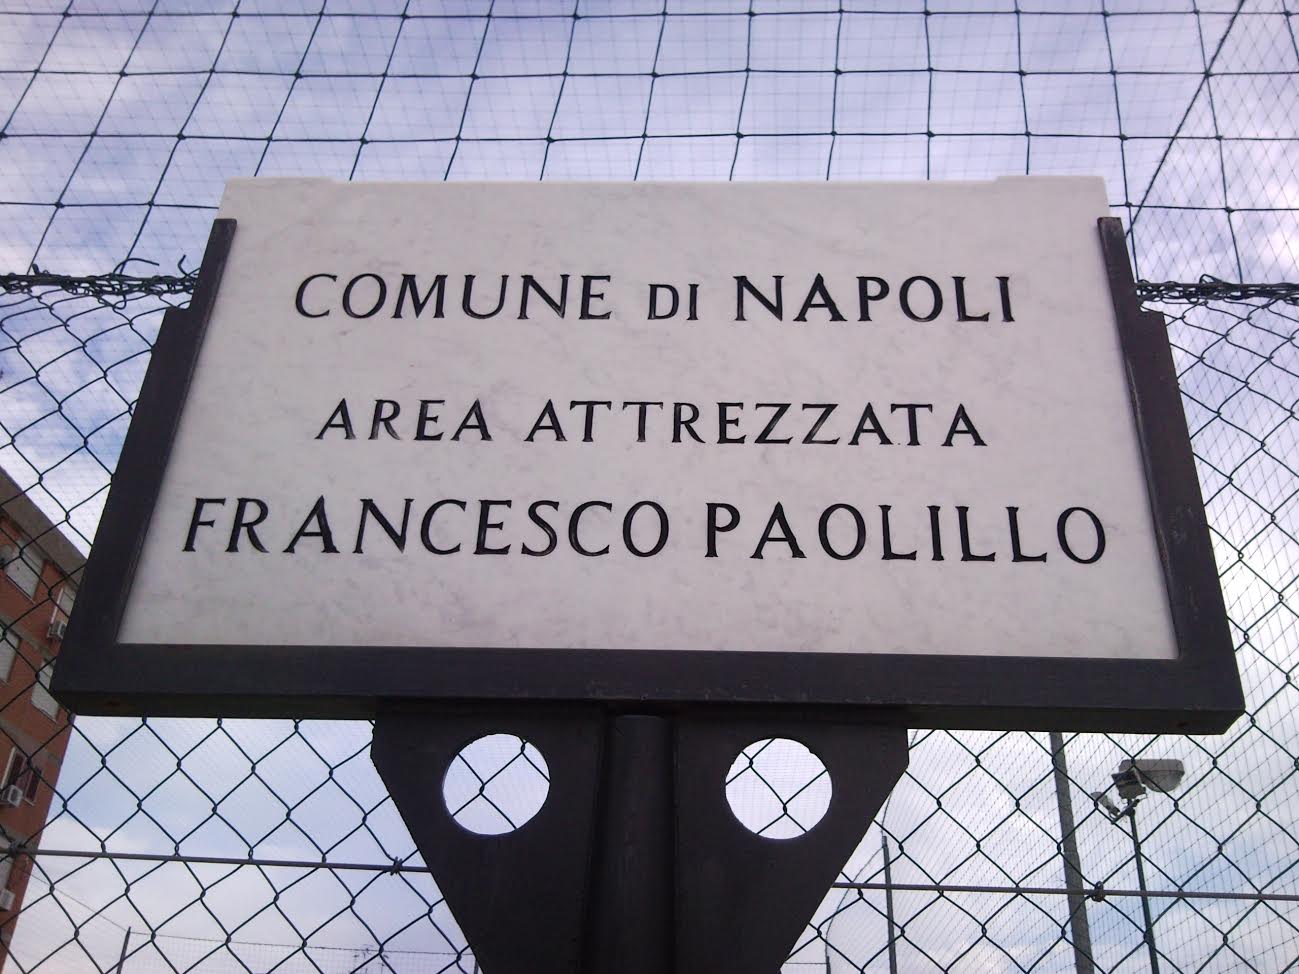 COMUNE DI NAPOLI
AREA ATTREZZATA
FRANCESCO PAOLILLO